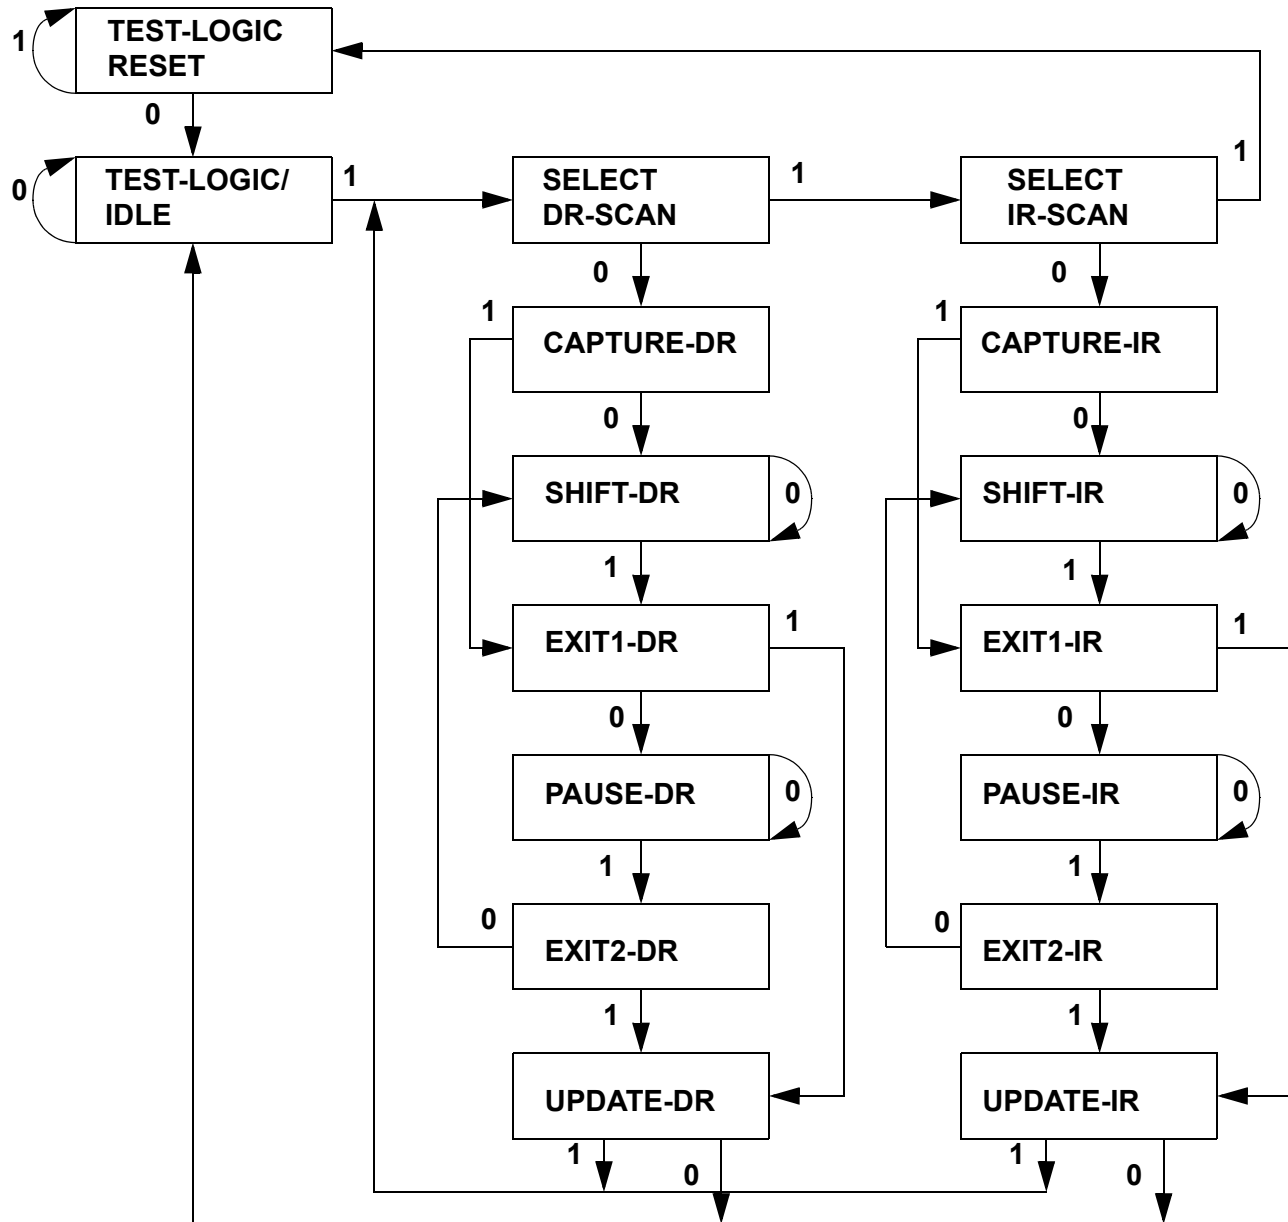 1
TEST-LOGIC
RESET
0
0
TEST-LOGIC/
IDLE
1
SELECT
DR-SCAN
1
SELECT
IR-SCAN
1
0
0
1
CAPTURE-DR
1
CAPTURE-IR
0
0
SHIFT-DR
0
SHIFT-IR
0
1
1
EXIT1-DR
1
EXIT1-IR
1
0
0
PAUSE-DR
0
PAUSE-IR
0
1
1
0
EXIT2-DR
0
EXIT2-IR
1
1
UPDATE-DR
UPDATE-IR
1
0
1
0